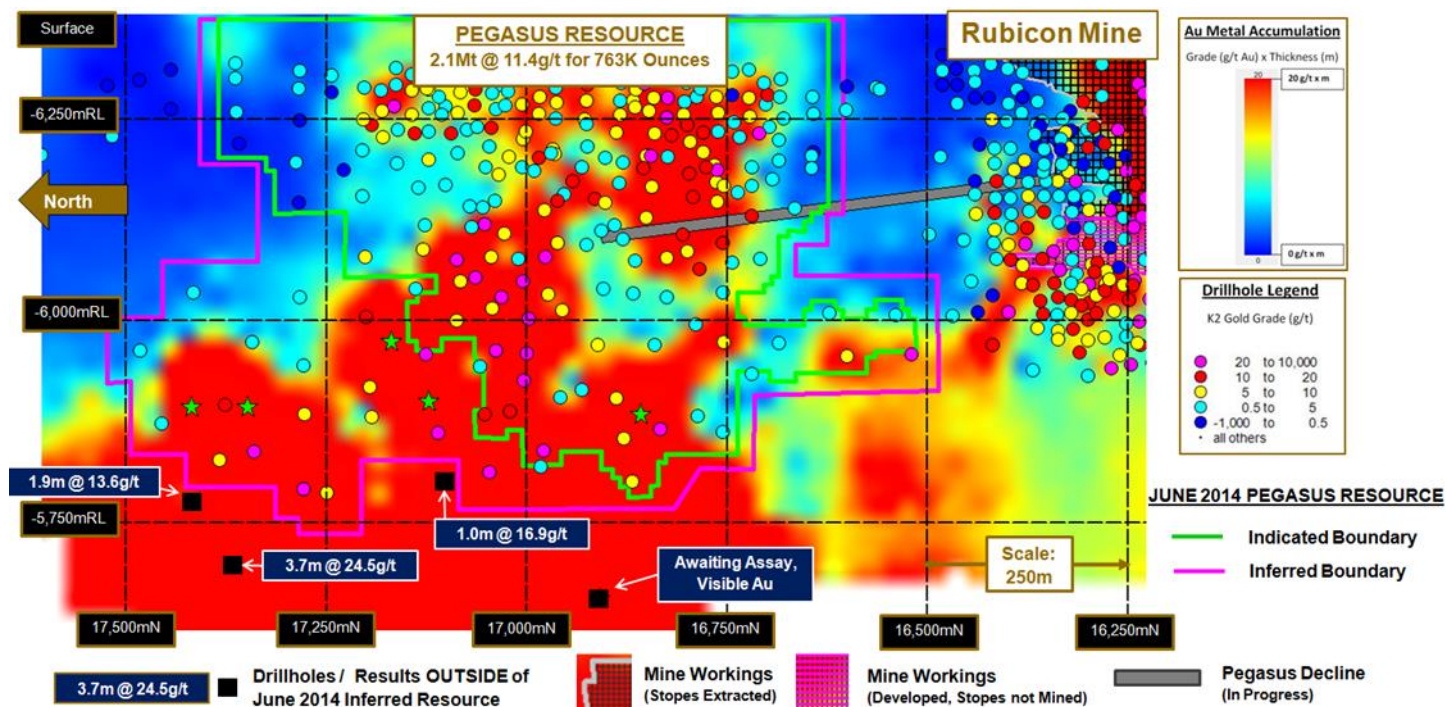 Surface
PEGASUS RESOURCE
2.1Mt @ 11.4g/t for 763K Ounces
Rubicon Mine
Au Metal Accumulation
Grade (g/t Au) x Thickness (m)
20
20 g/t x m
0
0 g/t x m
-6,250mRL
North
-6,000mRL
Drillhole Legend
K2 Gold Grade (g/t)
20 to 10,000
10 to 20
5 to 10
0.5 to 5
-1,000 to 0.5
all others
1.9m @ 13.6g/t
-5,750mRL
1.0m @ 16.9g/t
3.7m @ 24.5g/t
Awaiting Assay,
Visible Au
Scale:
250m
JUNE 2014 PEGASUS RESOURCE
Indicated Boundary
Inferred Boundary
17,500mN
17,250mN
17,000mN
16,750mN
16,500mN
16,250mN
3.7m @ 24.5g/t
Drillholes / Results OUTSIDE of
June 2014 Inferred Resource
Mine Workings
(Stopes Extracted)
Mine Workings
(Developed, Stopes not Mined)
Pegasus Decline
(In Progress)